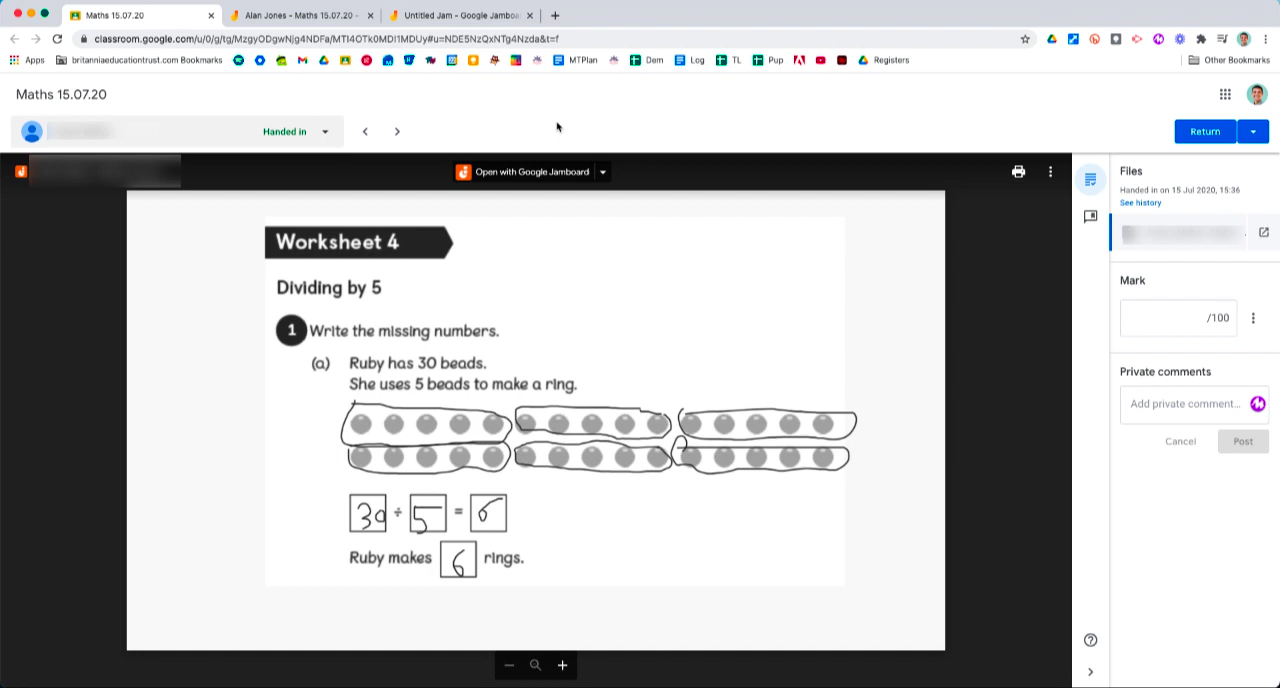 Maths 15.07.20
Alan Jones - Maths 15.07.20 -
Untitled Jam - Google Jamboa
classroom.google.com/u/0/g/tg/MzgyODgwNjg4NDFa/MTI4OTk0MDI1MDUy#u=NDE5NzQxNTg4Nzda&t=f
Apps britanniaeducationtrust.com Bookmarks MTPlan Dem Log TL Pup Registers Other Bookmarks
Maths 15.07.20
Handed in
Return
Open with Google Jamboard
Files
Handed in on 15 Jul 2020, 15:36
See history
Worksheet 4
Dividing by 5
1 Write the missing numbers.
(a) Ruby has 30 beads.
She uses 5 beads to make a ring.
30 ÷ 5 = 6
Ruby makes 6 rings.
Mark
/100
Private comments
Add private comment...
Cancel Post